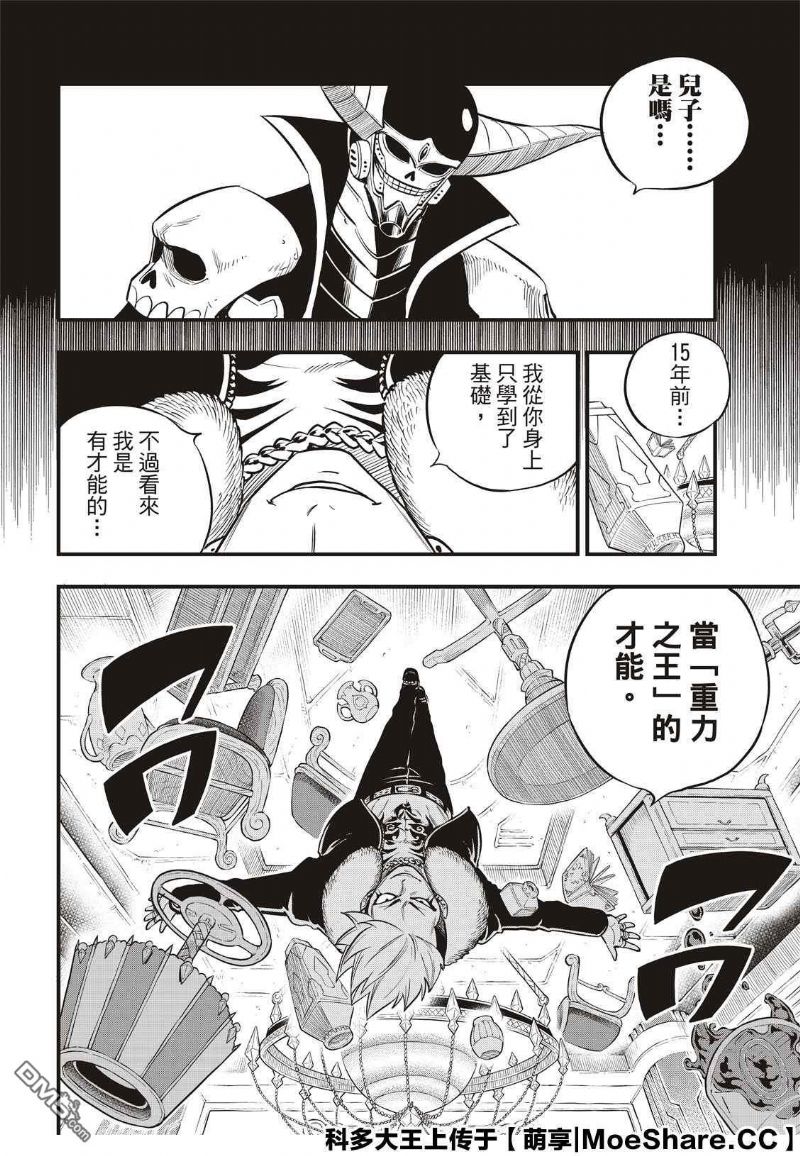 兒子……
是嗎…
15年前…
我從你身上
只學到了
基礎，
不過看來
我是
有才能的…
當「重力
之王」的
才能。
ワワ
DMG
科多大王上传于【萌享|MoeShare.CC】